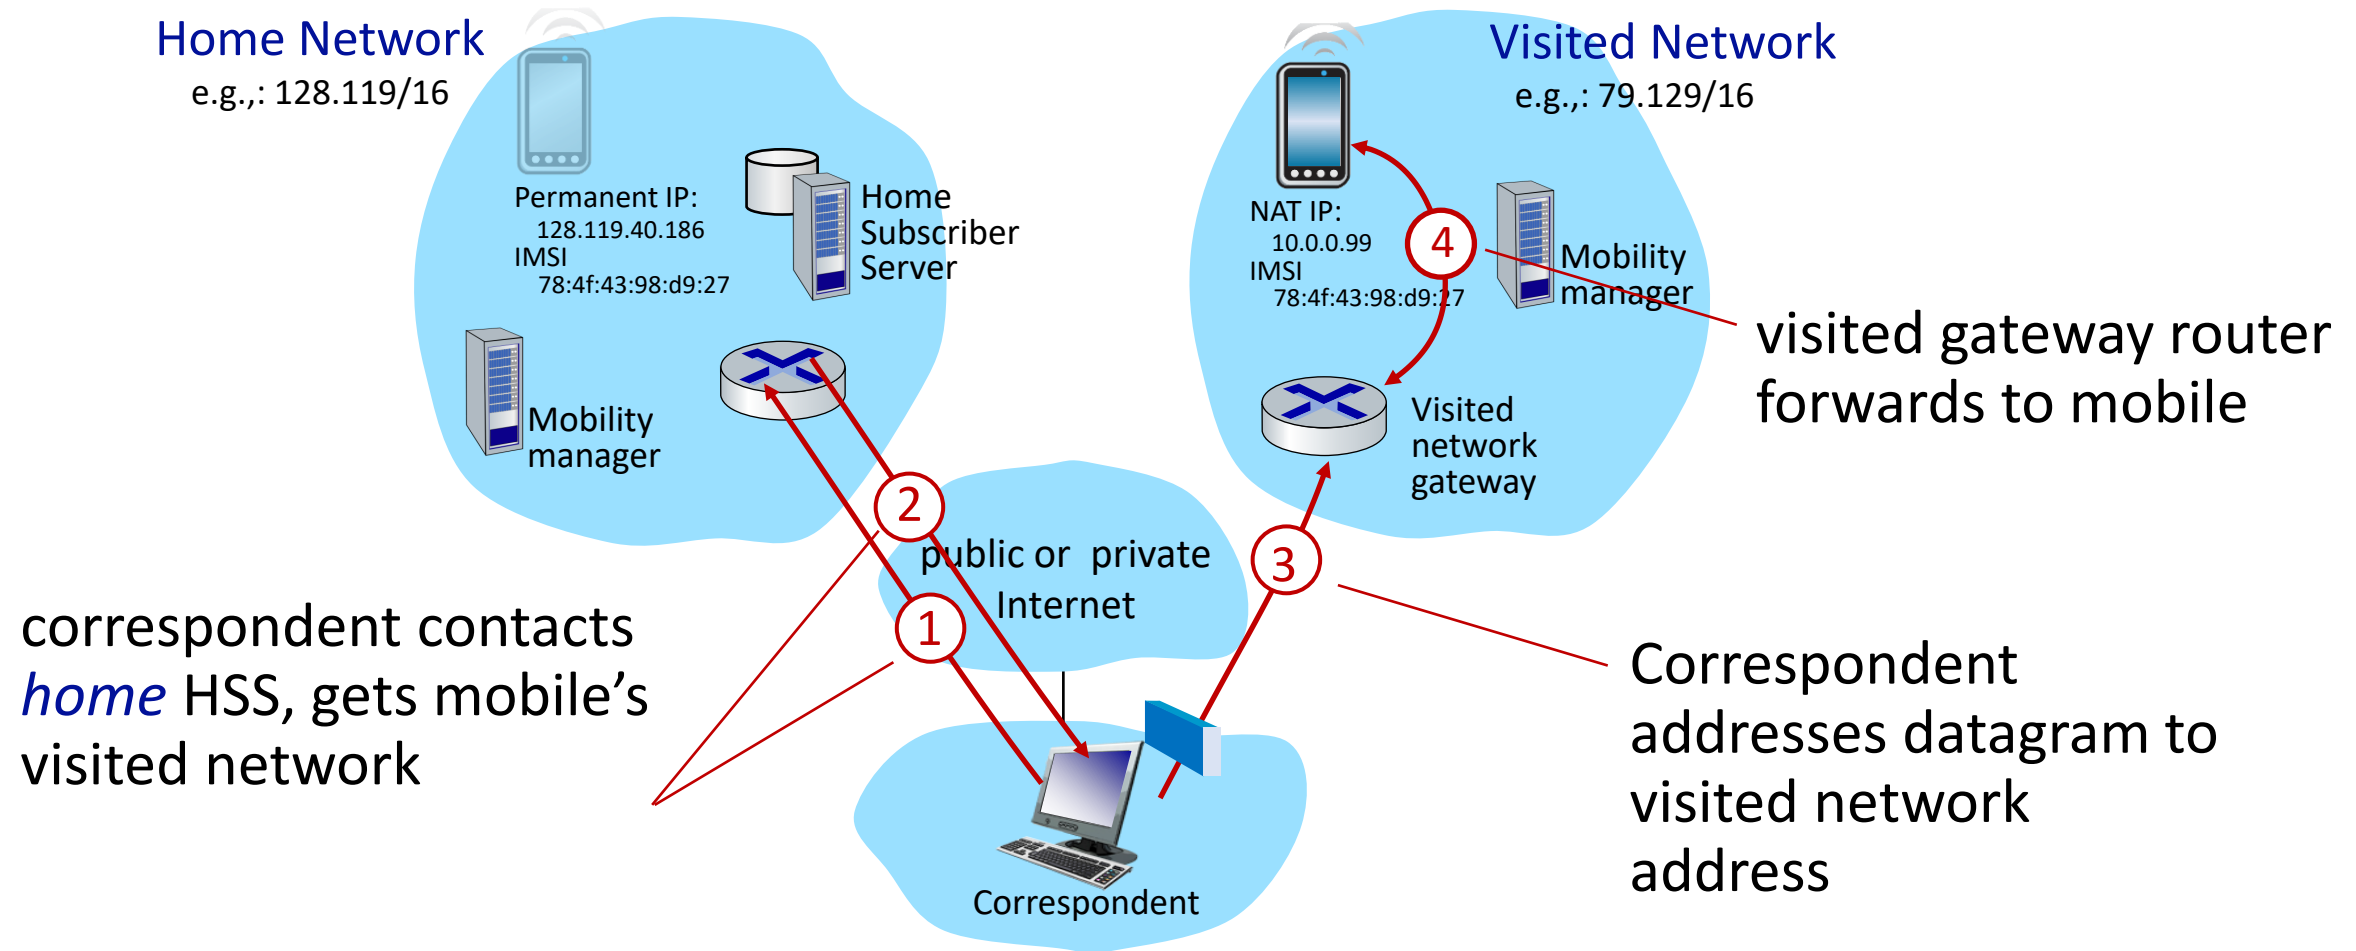 Home Network
e.g.,: 128.119/16
Permanent IP:
128.119.40.186
IMSI
78:4f:43:98:d9:27
Home
Subscriber
Server
Mobility
manager
Visited Network
e.g.,: 79.129/16
NAT IP:
10.0.0.99
IMSI
78:4f:43:98:d9:27
4
Mobility
manager
Visited
network
gateway
visited gateway router
forwards to mobile
2
public or  private
Internet
1
3
correspondent contacts
home HSS, gets mobile’s
visited network
Correspondent
addresses datagram to
visited network
address
Correspondent